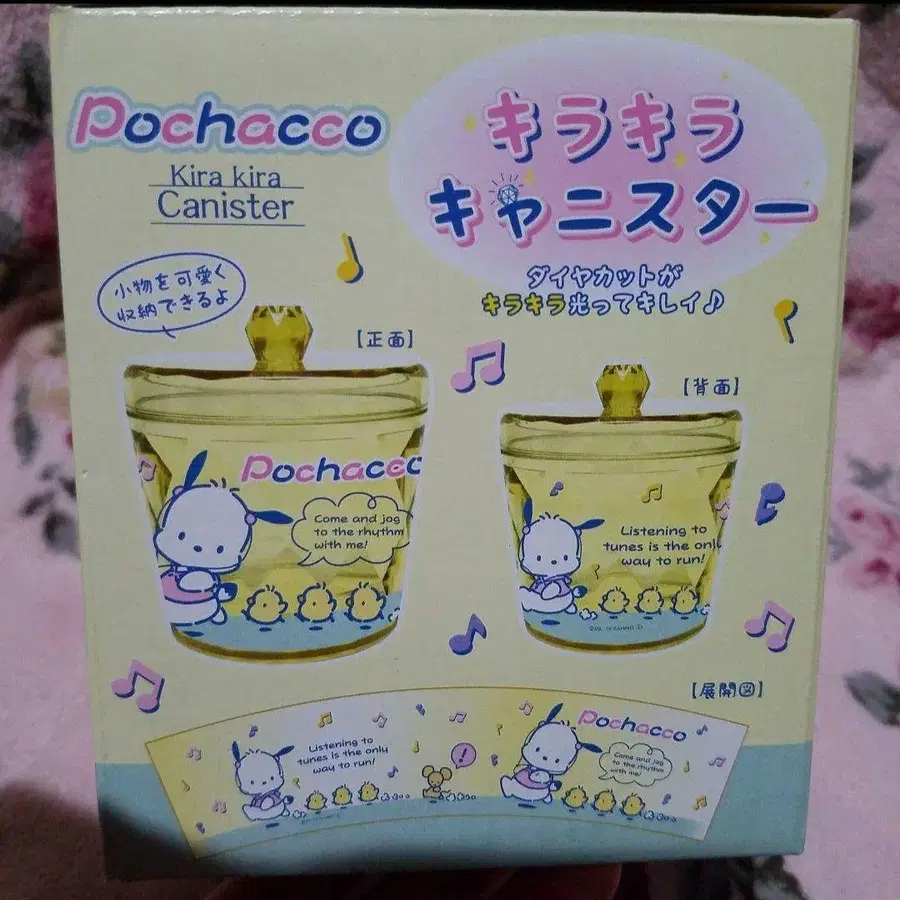 Pochacco
Kira kira
Canister
キラキラ
キャニスター
ダイヤカットが
キラキラ光ってキレイ♪
小物を可愛く
収納できるよ
【正面】
【背面】
Pochacco
Come and jog
to the rhythm
with me!
Listening to
tunes is the only
way to run!
【展開図】
Listening to
tunes is the only
way to run!
!
Pochacco
Come and jog
to the rhythm
with me!